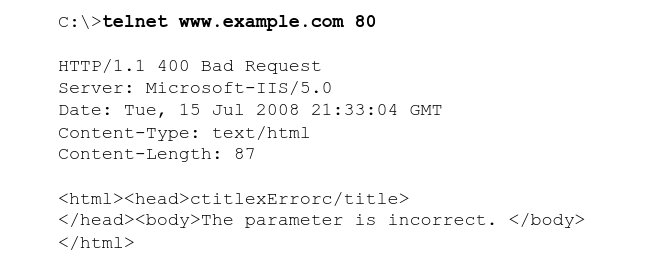 C:\>telnet www.example.com 80
HTTP/1.1 400 Bad Request
Server: Microsoft-IIS/5.0
Date: Tue, 15 Jul 2008 21:33:04 GMT
Content-Type: text/html
Content-Length: 87
<html><head>ctitlexErrorc/title>
</head><body>The parameter is incorrect. </body>
</html>